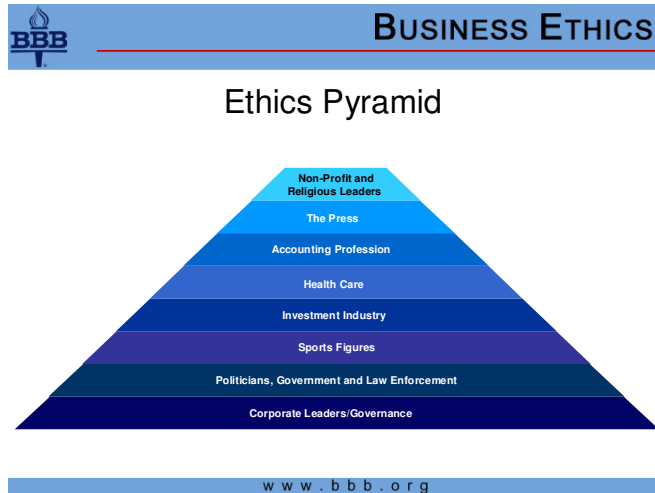 BBB
BUSINESS ETHICS
Ethics Pyramid
Non-Profit and
Religious Leaders
The Press
Accounting Profession
Health Care
Investment Industry
Sports Figures
Politicians, Government and Law Enforcement
Corporate Leaders/Governance
www.bbb.org